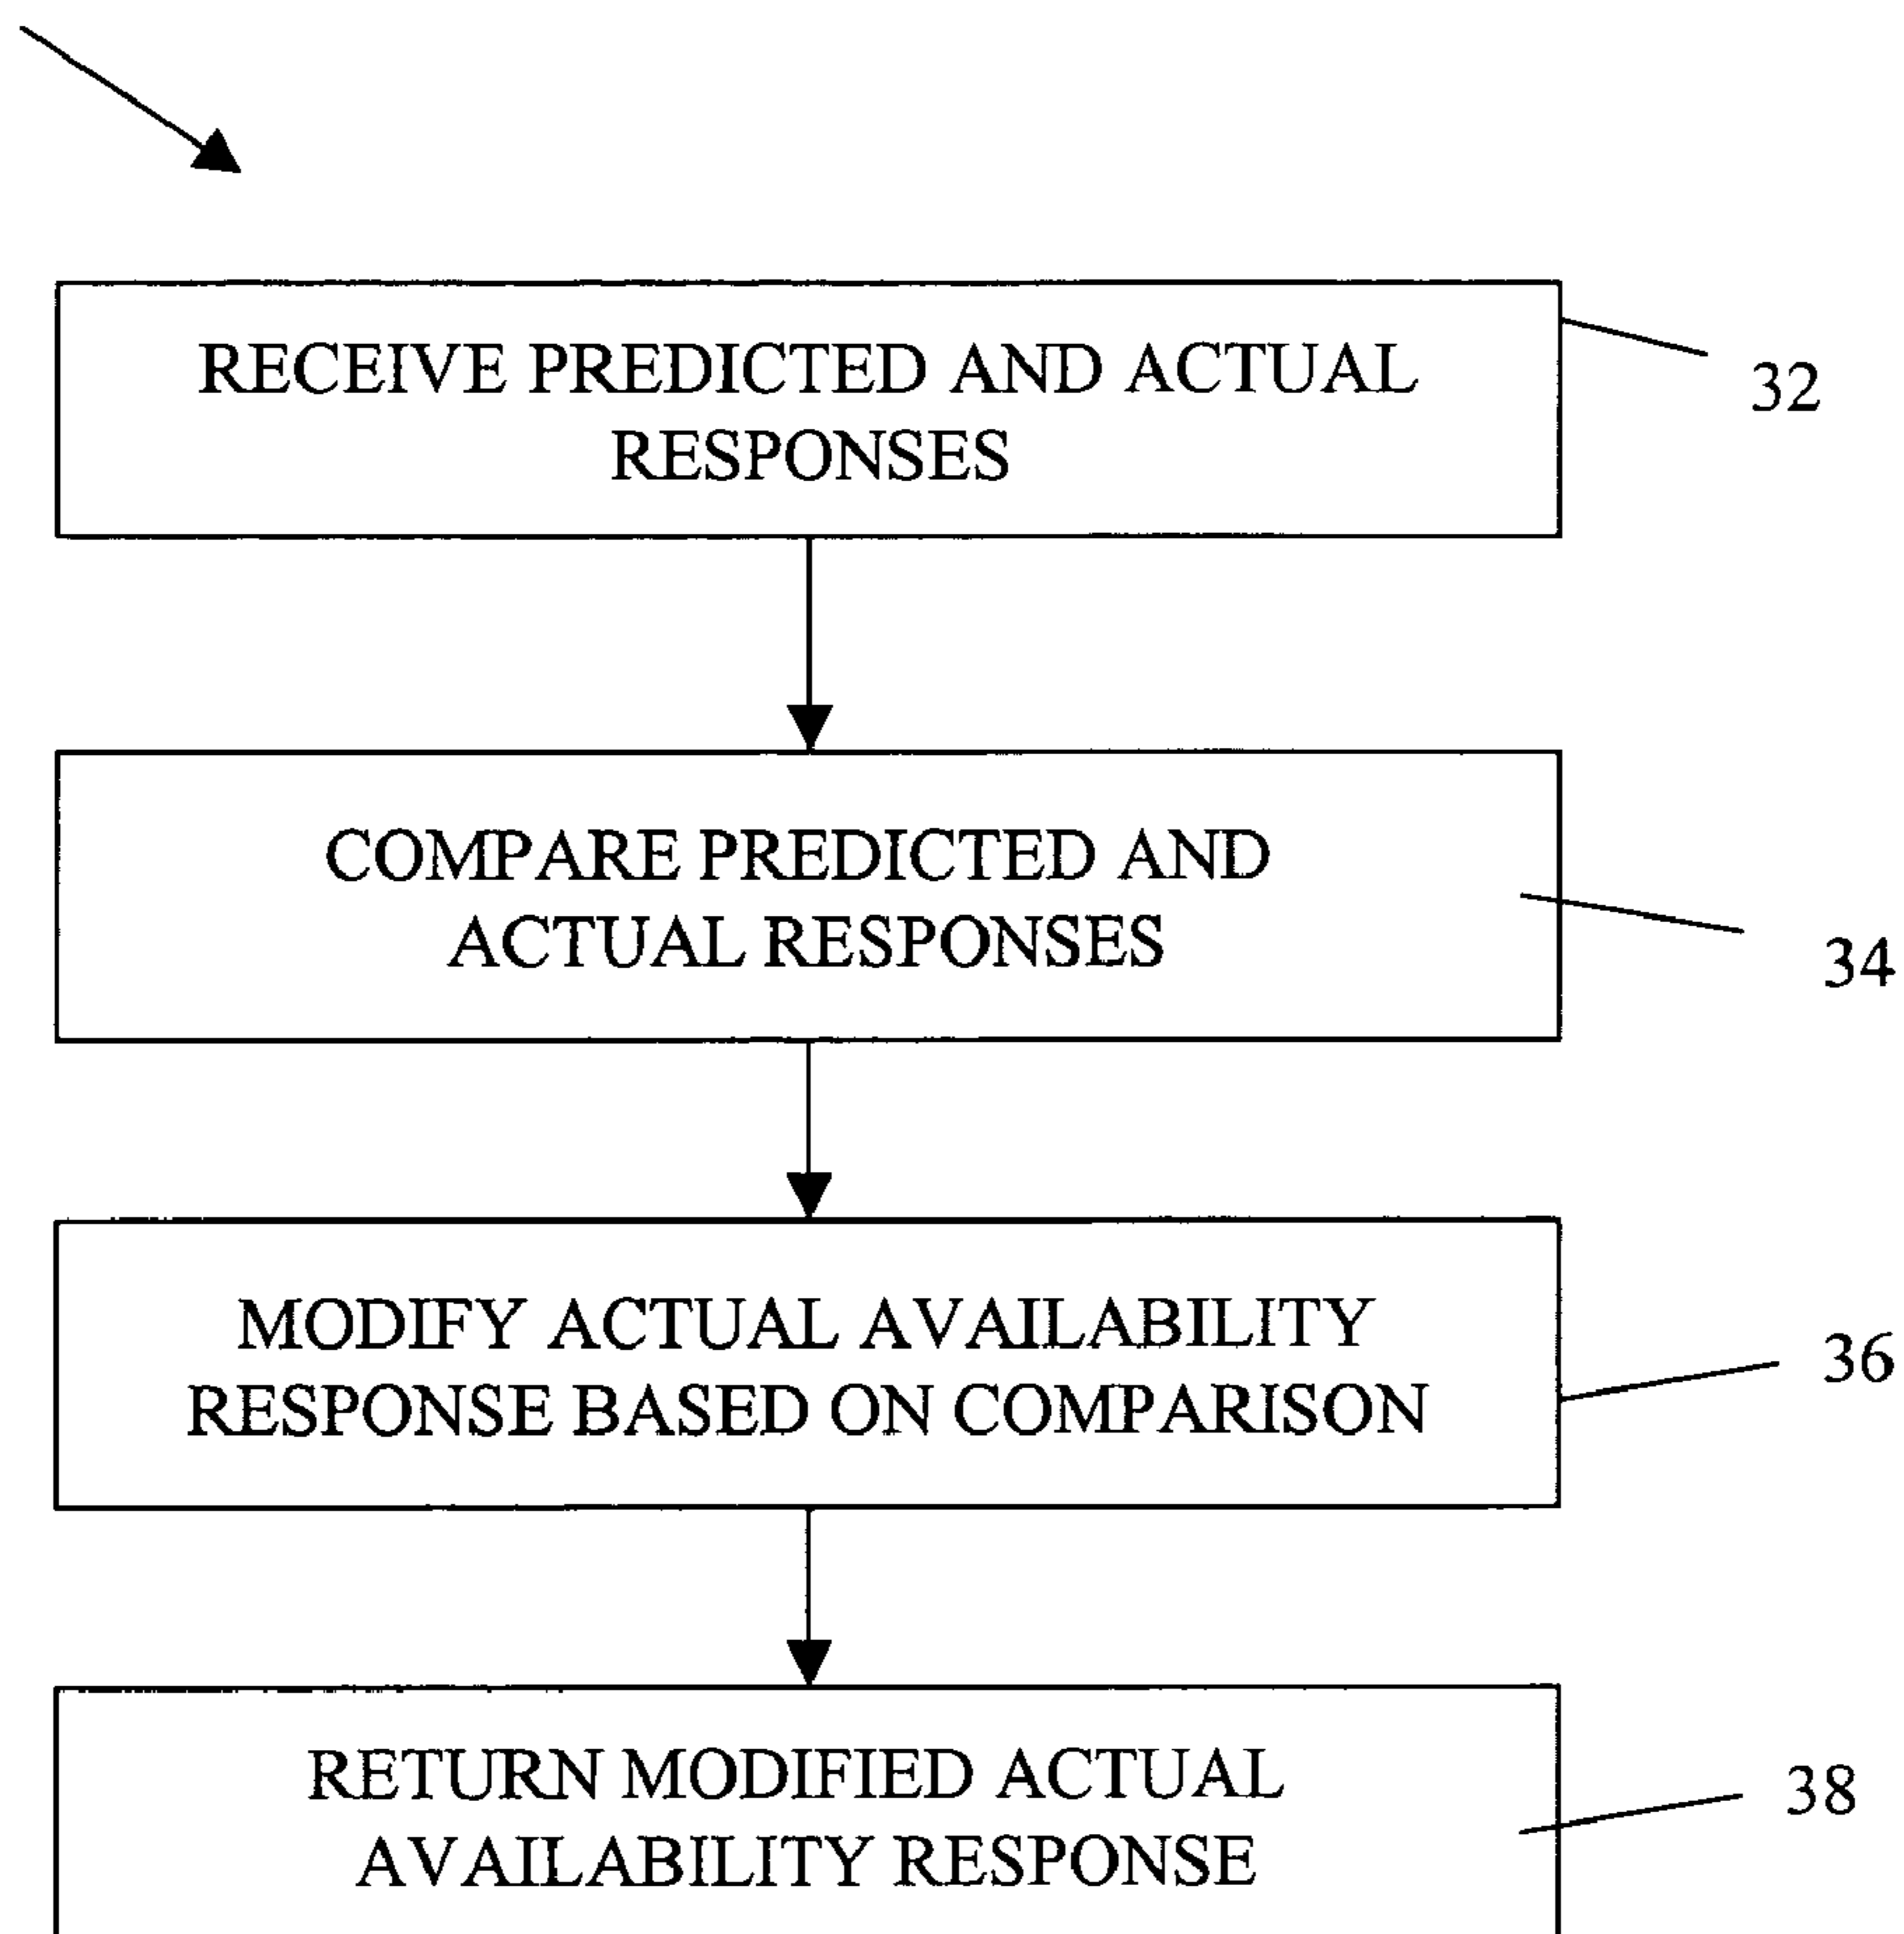 RECEIVE PREDICTED AND ACTUAL
RESPONSES
32
COMPARE PREDICTED AND
ACTUAL RESPONSES
34
MODIFY ACTUAL AVAILABILITY
RESPONSE BASED ON COMPARISON
36
RETURN MODIFIED ACTUAL
AVAILABILITY RESPONSE
38